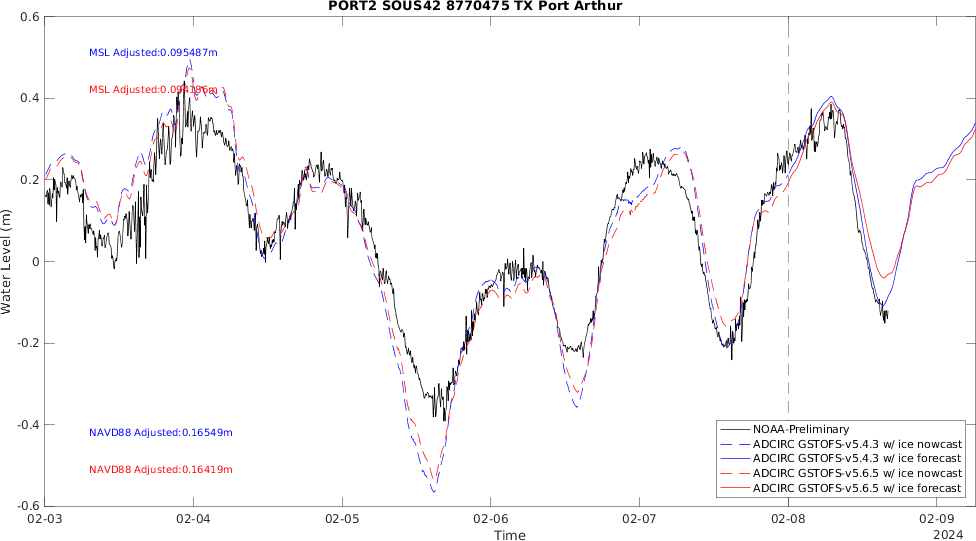 PORT2 SOUS42 8770475 TX Port Arthur
0.6
MSL Adjusted:0.095487m
MSL Adjusted:0.094186m
0.4
0.2
0
-0.2
-0.4
-0.6
Water Level (m)
NAVD88 Adjusted:0.16549m
NAVD88 Adjusted:0.16419m
NOAA-Preliminary
ADCIRC GSTOFS-v5.4.3 w/ ice nowcast
ADCIRC GSTOFS-v5.4.3 w/ ice forecast
ADCIRC GSTOFS-v5.6.5 w/ ice nowcast
ADCIRC GSTOFS-v5.6.5 w/ ice forecast
02-03 02-04 02-05 02-06 02-07 02-08 02-09
Time
2024